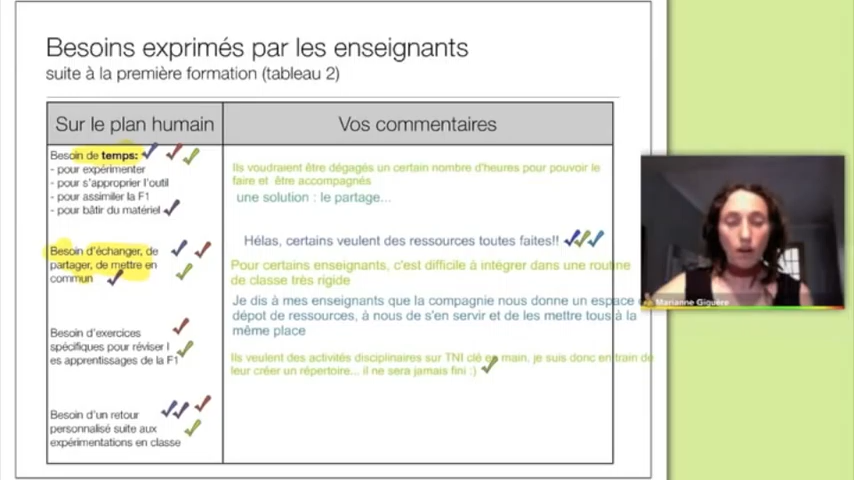 Besoins exprimés par les enseignants
suite à la première formation (tableau 2)
Sur le plan humain
Vos commentaires
Besoin de temps:
- pour expérimenter
- pour s'approprier l'outil
- pour assimiler la F1
- pour bâtir du matériel
Ils voudraient être dégagés un certain nombre d'heures pour pouvoir le
faire et être accompagnés
une solution : le partage...
Hélas, certains veulent des ressources toutes faites!!
Besoin d'échanger, de
partager, de mettre en
commun
Pour certains enseignants, c'est difficile à intégrer dans une routine
de classe très rigide
Je dis à mes enseignants que la compagnie nous donne un espace
dépot de ressources, à nous de s'en servir et de les mettre tous à la
même place
Marianne Giguère
Besoin d'exercices
spécifiques pour réviser l
es apprentissages de la F1
Ils veulent des activités disciplinaires sur TNI clé en main, je suis donc en train de
leur créer un répertoire... il ne sera jamais fini :)
Besoin d'un retour
personnalisé suite aux
expérimentations en classe